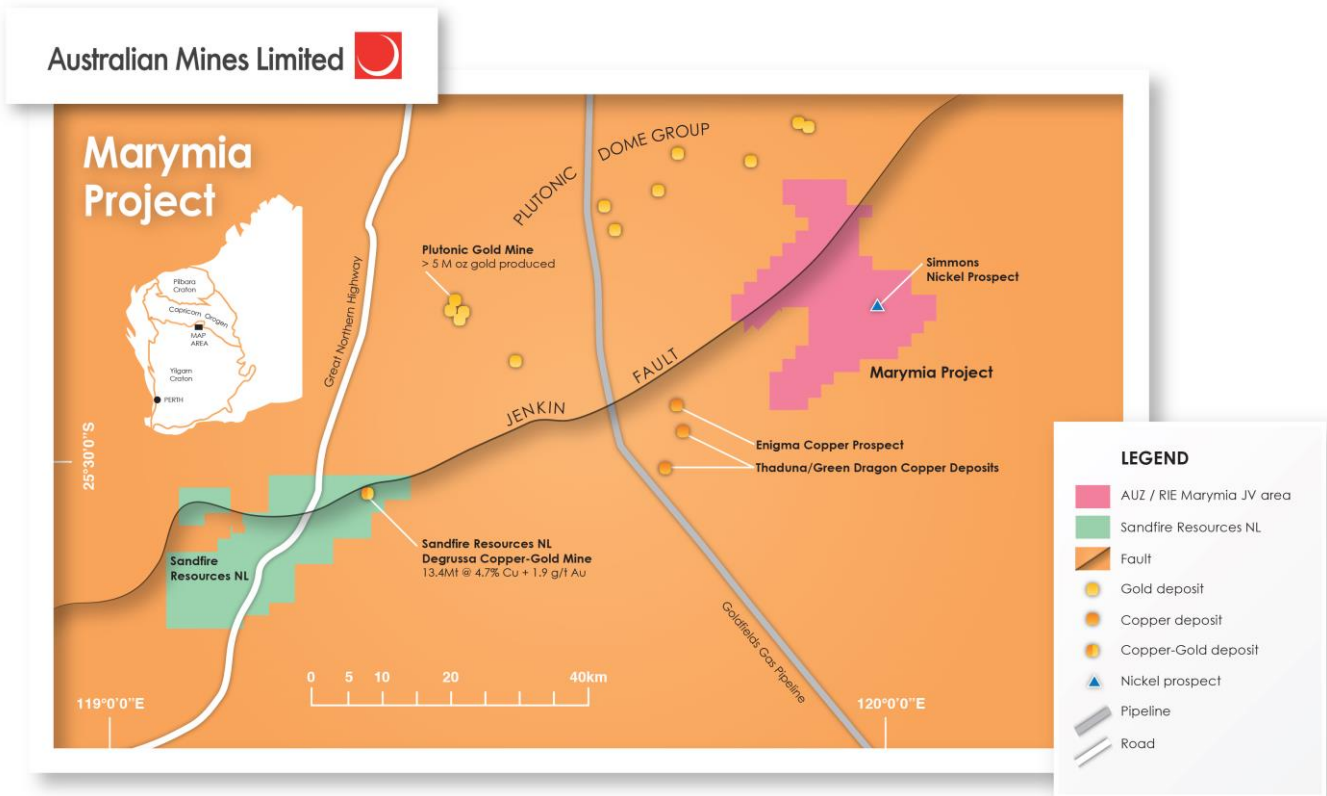 Australian Mines Limited
Marymia
Project
Pilbara
Craton
Capricorn Orogen
MAP
AREA
Yilgarn
Craton
PERTH
Great Northern Highway
PLUTONIC DOME GROUP
Plutonic Gold Mine
> 5 M oz gold produced
Simmons
Nickel Prospect
Marymia Project
JENKIN FAULT
Enigma Copper Prospect
Thaduna/Green Dragon Copper Deposits
25°30'0"S
Sandfire
Resources NL
Sandfire Resources NL
Degrussa Copper-Gold Mine
13.4Mt @ 4.7% Cu + 1.9 g/t Au
Goldfields Gas Pipeline
0 5 10 20 40km
119°0'0"E
120°0'0"E
LEGEND
AUZ / RIE Marymia JV area
Sandfire Resources NL
Fault
Gold deposit
Copper deposit
Copper-Gold deposit
Nickel prospect
Pipeline
Road